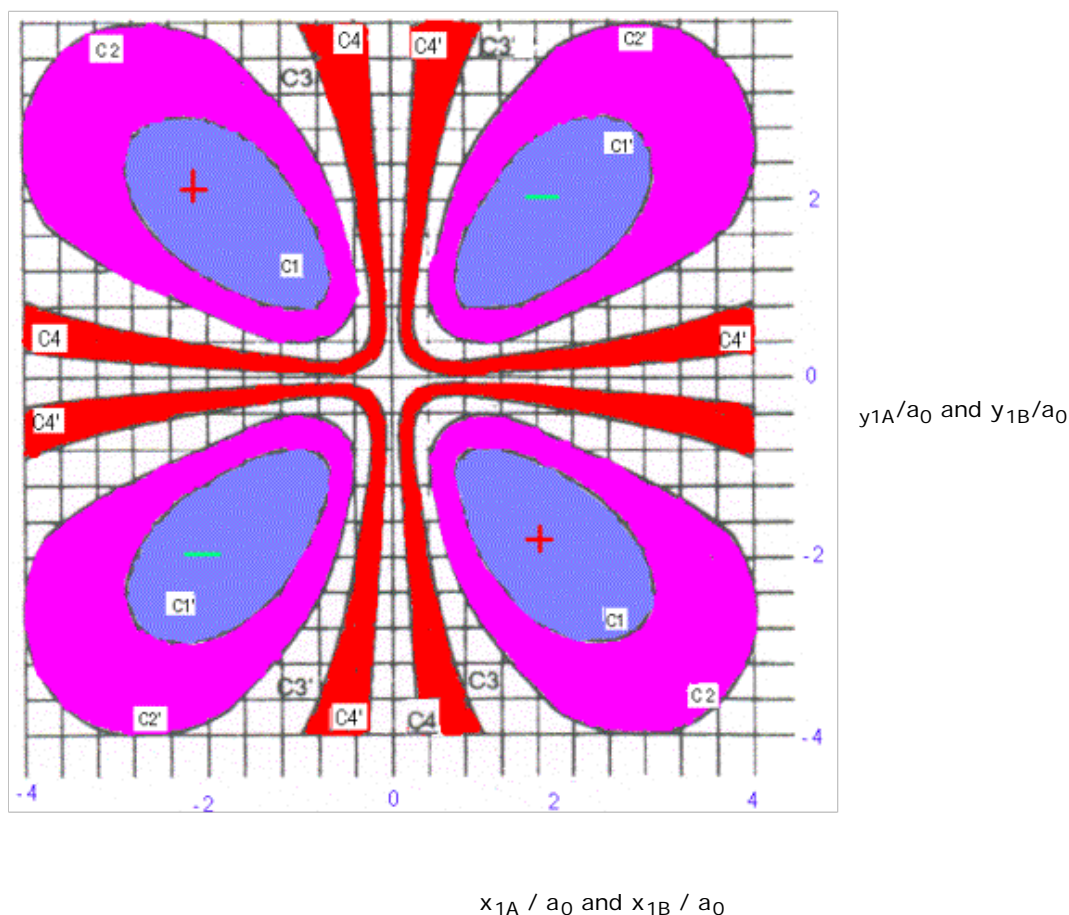 C4 C4' C3' C2'
C2
C3
C1'
+ −
2
C1
C4 C4'
0
C4'
y1A/a0 and y1B/a0
− +
-2
C1' C1
C3' C3 C2
C2' C4' C4
-4
-4 -2 0 2 4
x1A / a0 and x1B / a0